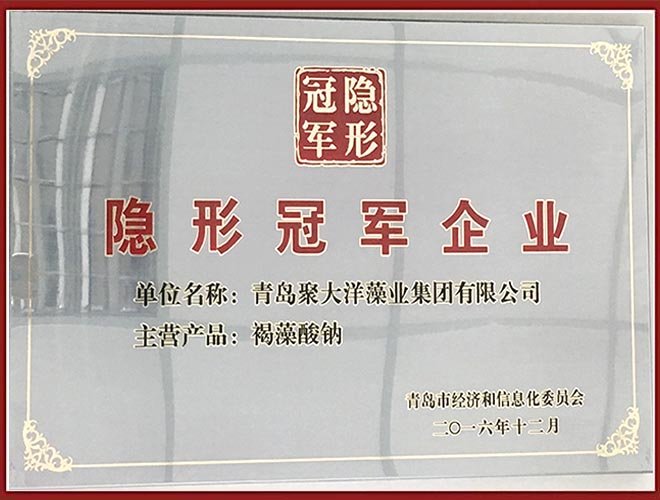 隐形
冠军
隐形冠军企业
单位名称：青岛聚大洋藻业集团有限公司
主营产品：褐藻酸钠
青岛市经济和信息化委员会
二〇一六年十二月